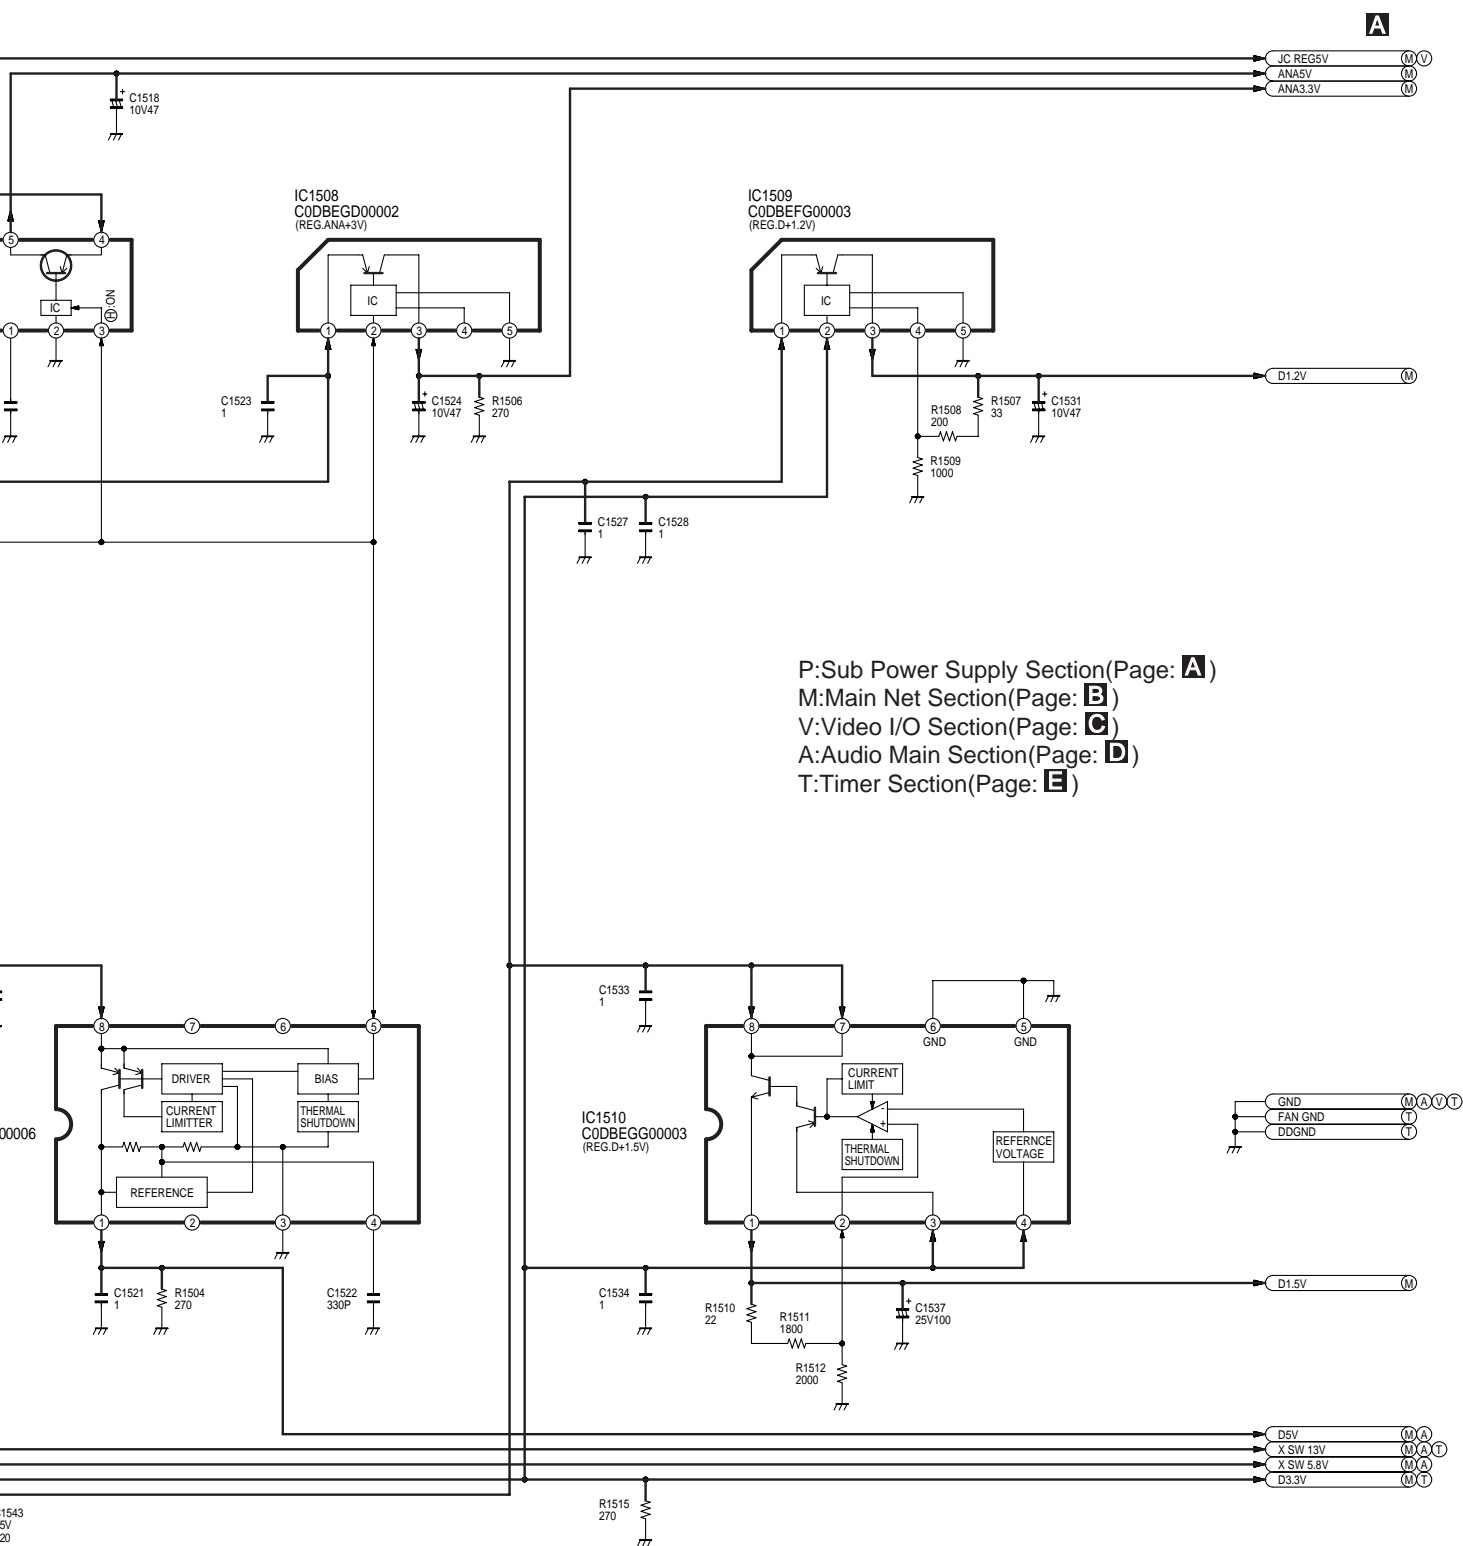 A
JC REG5V M V
ANA5V M
ANA3.3V M
C1518
10V47
IC1508
C0DBEGD00002
(REG.ANA+3V)
IC1509
C0DBEFG00003
(REG.D+1.2V)
5 4
IC
H:ON
1 2 3
IC
1 2 3 4 5
IC
1 2 3 4 5
D1.2V M
C1523
1
C1524
10V47
R1506
270
R1508
200
R1507
33
C1531
10V47
R1509
1000
C1527
1
C1528
1
P:Sub Power Supply Section(Page: A )
M:Main Net Section(Page: B )
V:Video I/O Section(Page: C )
A:Audio Main Section(Page: D )
T:Timer Section(Page: E )
C1533
1
8 7 6 5
DRIVER
BIAS
CURRENT
LIMITTER
THERMAL
SHUTDOWN
REFERENCE
00006
1 2 3 4
8 7 6 5
GND GND
CURRENT
LIMIT
- +
THERMAL
SHUTDOWN
REFERNCE
VOLTAGE
IC1510
C0DBEGG00003
(REG.D+1.5V)
1 2 3 4
GND M A V T
FAN GND T
DDGND T
C1521
1
R1504
270
C1522
330P
C1534
1
R1510
22
R1511
1800
R1512
2000
C1537
25V100
D1.5V M
D5V M A
X SW 13V M A T
X SW 5.8V M A
D3.3V M T
R1515
270
1543
5V
20